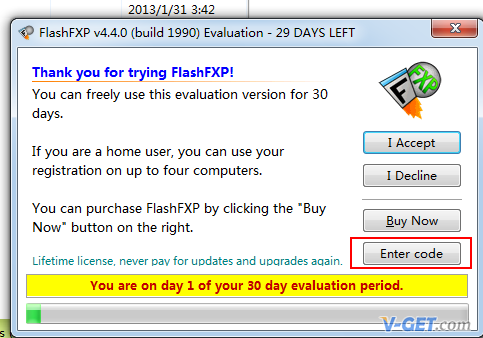 2013/1/31 3:42
FlashFXP v4.4.0 (build 1990) Evaluation - 29 DAYS LEFT
Thank you for trying FlashFXP!
You can freely use this evaluation version for 30
days.
If you are a home user, you can use your
registration on up to four computers.
You can purchase FlashFXP by clicking the "Buy
Now" button on the right.
Lifetime license, never pay for updates and upgrades again.
F FXP
I Accept
I Decline
Buy Now
Enter code
You are on day 1 of your 30 day evaluation period.
s
V-GET.com